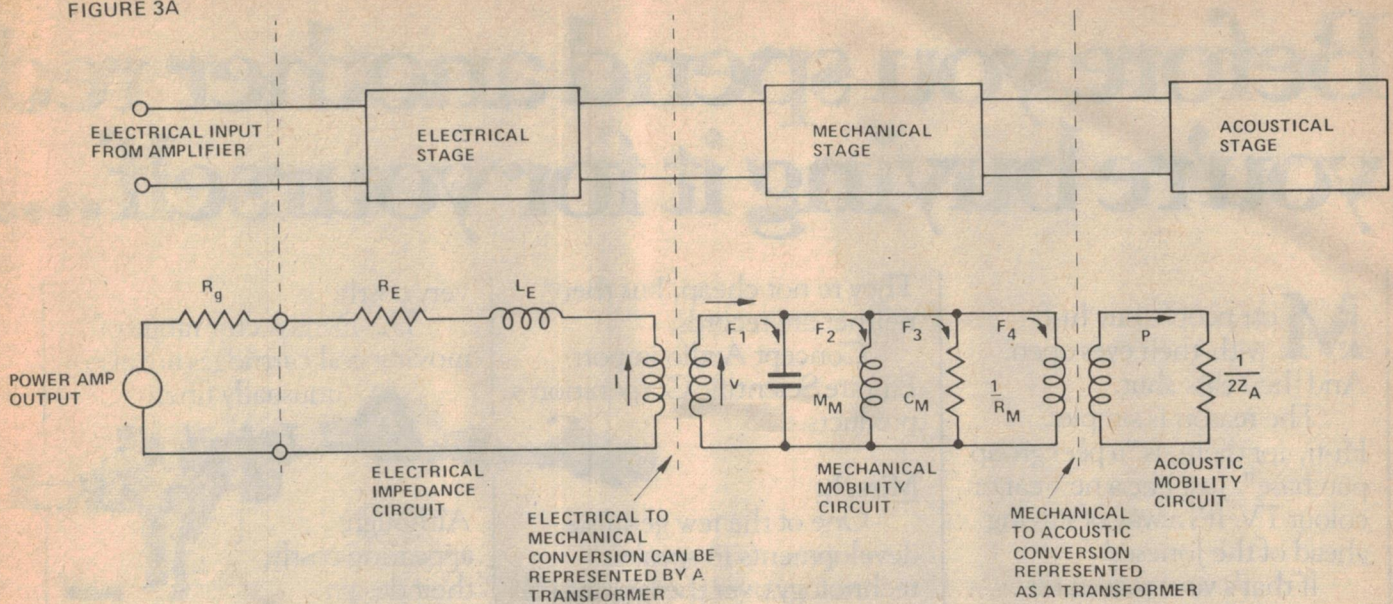 FIGURE 3A
ELECTRICAL INPUT
FROM AMPLIFIER
ELECTRICAL
STAGE
MECHANICAL
STAGE
ACOUSTICAL
STAGE
Rg
RE
LE
POWER AMP
OUTPUT
I
V
F1
F2
F3
F4
MM
CM
1
RM
P
1
2ZA
ELECTRICAL
IMPEDANCE
CIRCUIT
ELECTRICAL TO
MECHANICAL
CONVERSION CAN BE
REPRESENTED BY A
TRANSFORMER
MECHANICAL
MOBILITY
CIRCUIT
MECHANICAL
TO ACOUSTIC
CONVERSION
REPRESENTED
AS A TRANSFORMER
ACOUSTIC
MOBILITY
CIRCUIT